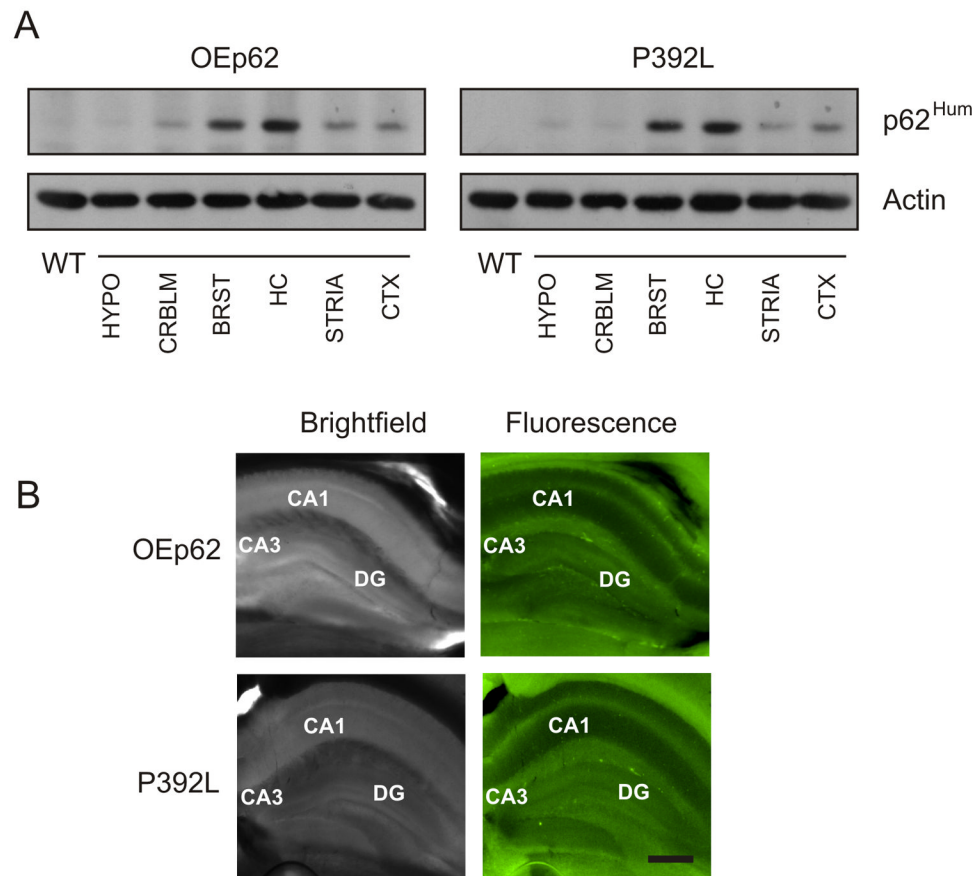 A
OEp62
P392L
p62Hum
Actin
WT
HYPO
CRBLM
BRST
HC
STRIA
CTX
WT
HYPO
CRBLM
BRST
HC
STRIA
CTX
B
Brightfield
Fluorescence
OEp62
CA1
CA3
DG
CA1
CA3
DG
P392L
CA1
CA3
DG
CA1
CA3
DG